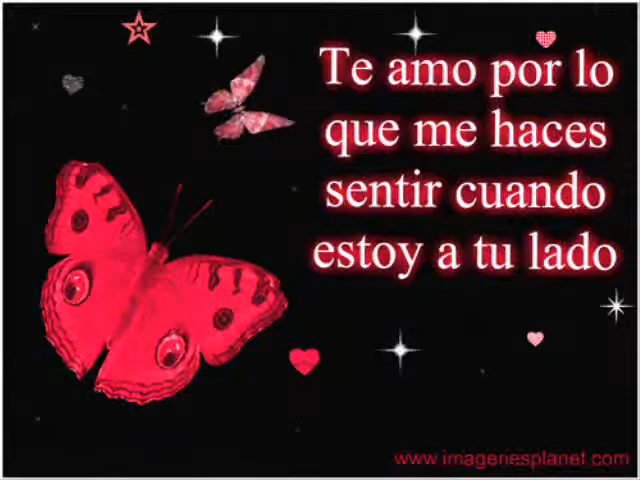 Te amo por lo
que me haces
sentir cuando
estoy a tu lado
www.imagenesplanet.com